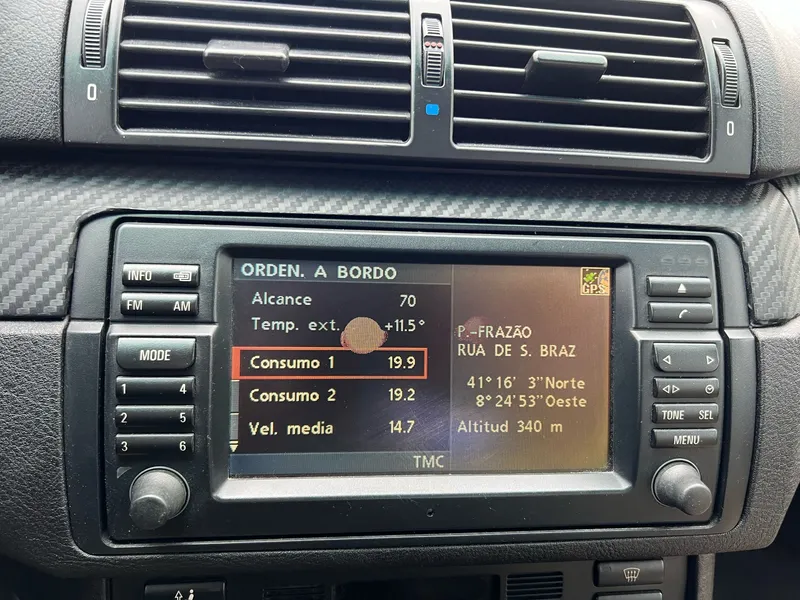 0
0
INFO
FM AM
MODE
1 4
2 5
3 6
ORDEN. A BORDO
Alcance 70
Temp. ext. +11.5°
Consumo 1 19.9
Consumo 2 19.2
Vel. media 14.7
GPS
P.-FRAZÃO
RUA DE S. BRAZ
41° 16' 3" Norte
8° 24' 53" Oeste
Altitud 340 m
TMC
TONE SEL
MENU